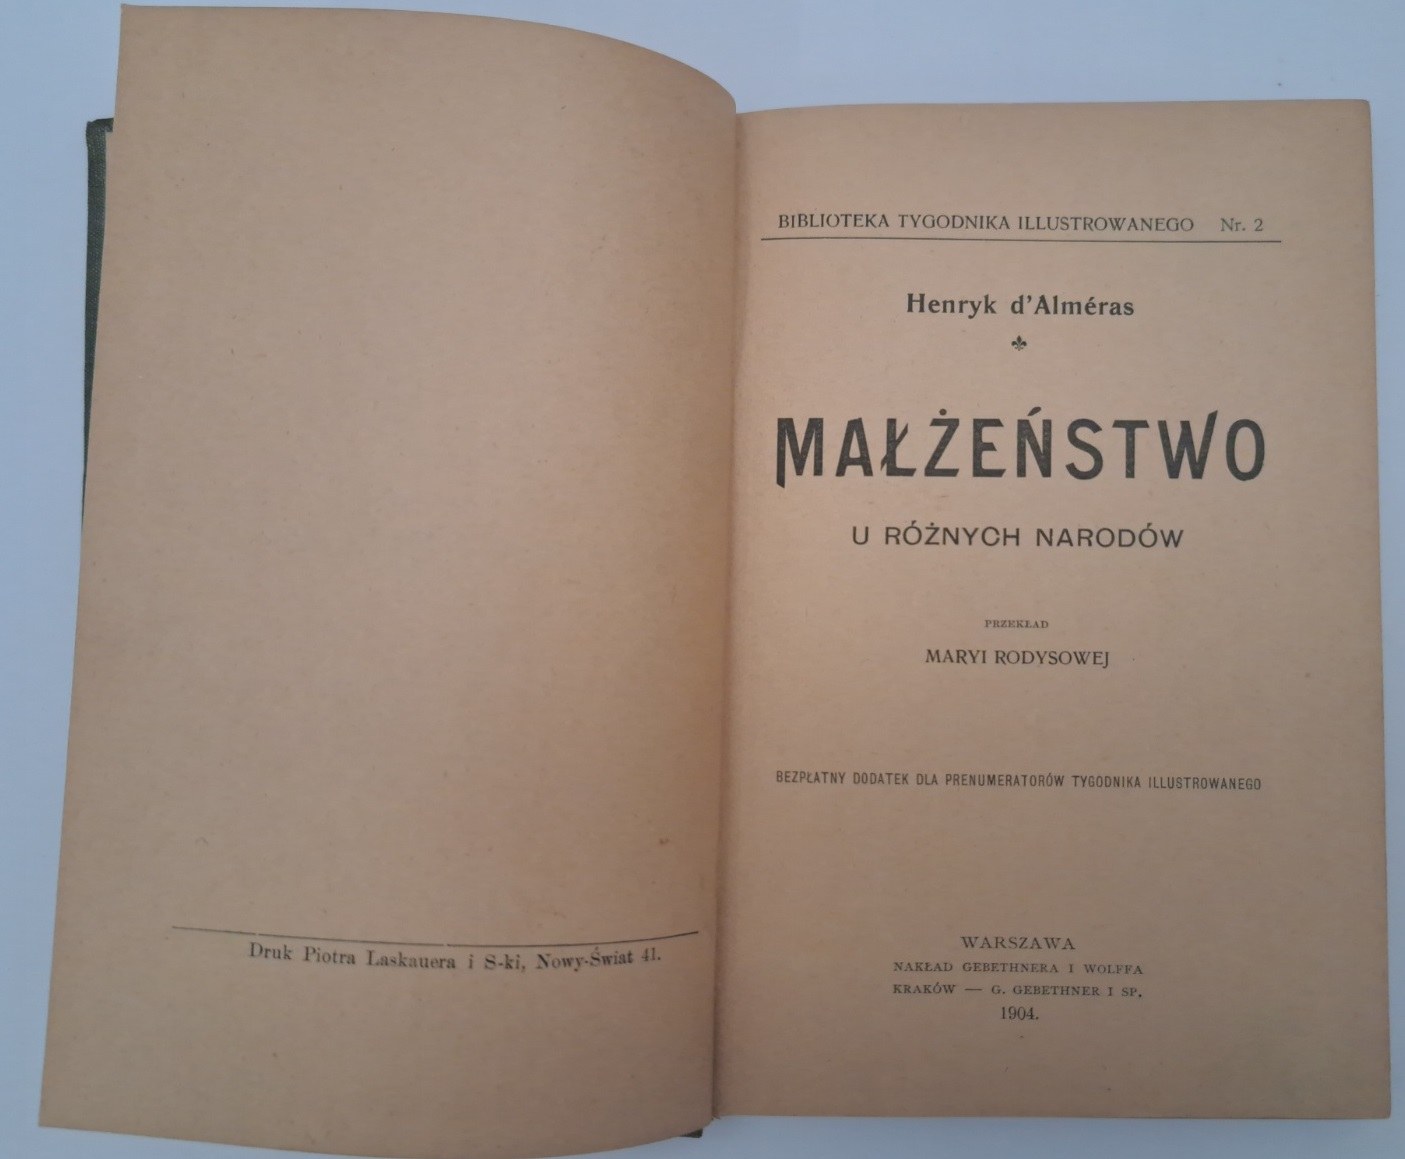 Druk Piotra Laskauera i S-ki, Nowy-Świat 41.
BIBLIOTEKA TYGODNIKA ILLUSTROWANEGO Nr. 2
Henryk d'Alméras
MAŁŻEŃSTWO
U RÓŻNYCH NARODÓW
PRZEKŁAD
MARYI RODYSOWEJ
BEZPŁATNY DODATEK DLA PRENUMERATORÓW TYGODNIKA ILLUSTROWANEGO
WARSZAWA
NAKŁAD GEBETHNERA I WOLFFA
KRAKÓW — G. GEBETHNER I SP.
1904.